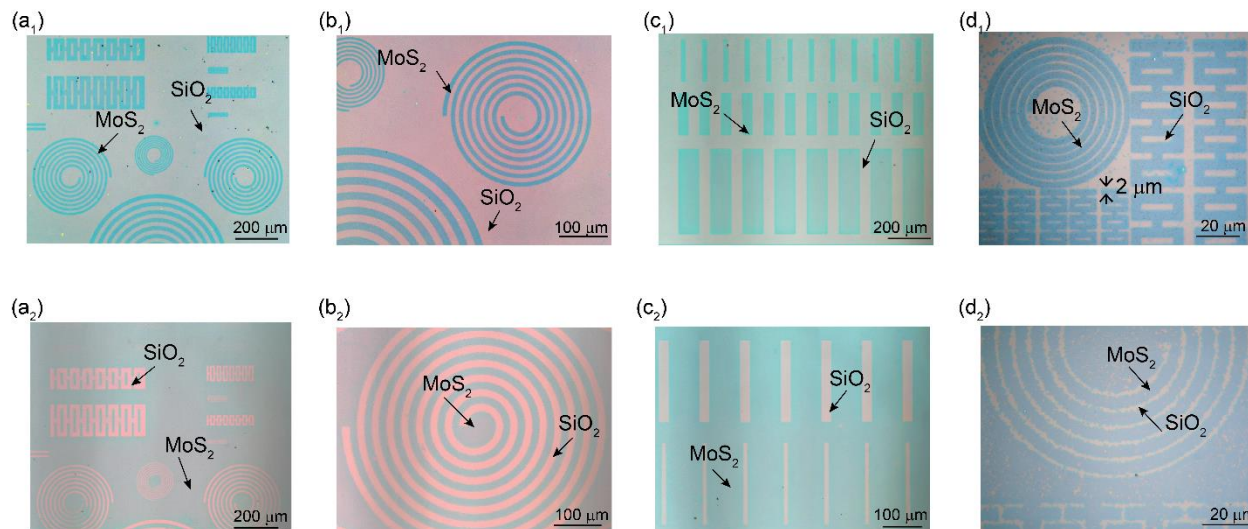 (a₁)
(b₁)
(c₁)
(d₁)
SiO₂
MoS₂
200 μm
MoS₂
SiO₂
100 μm
MoS₂
SiO₂
200 μm
MoS₂
SiO₂
2 μm
20 μm
(a₂)
(b₂)
(c₂)
(d₂)
SiO₂
MoS₂
200 μm
MoS₂
SiO₂
100 μm
SiO₂
MoS₂
100 μm
MoS₂
SiO₂
20 μm